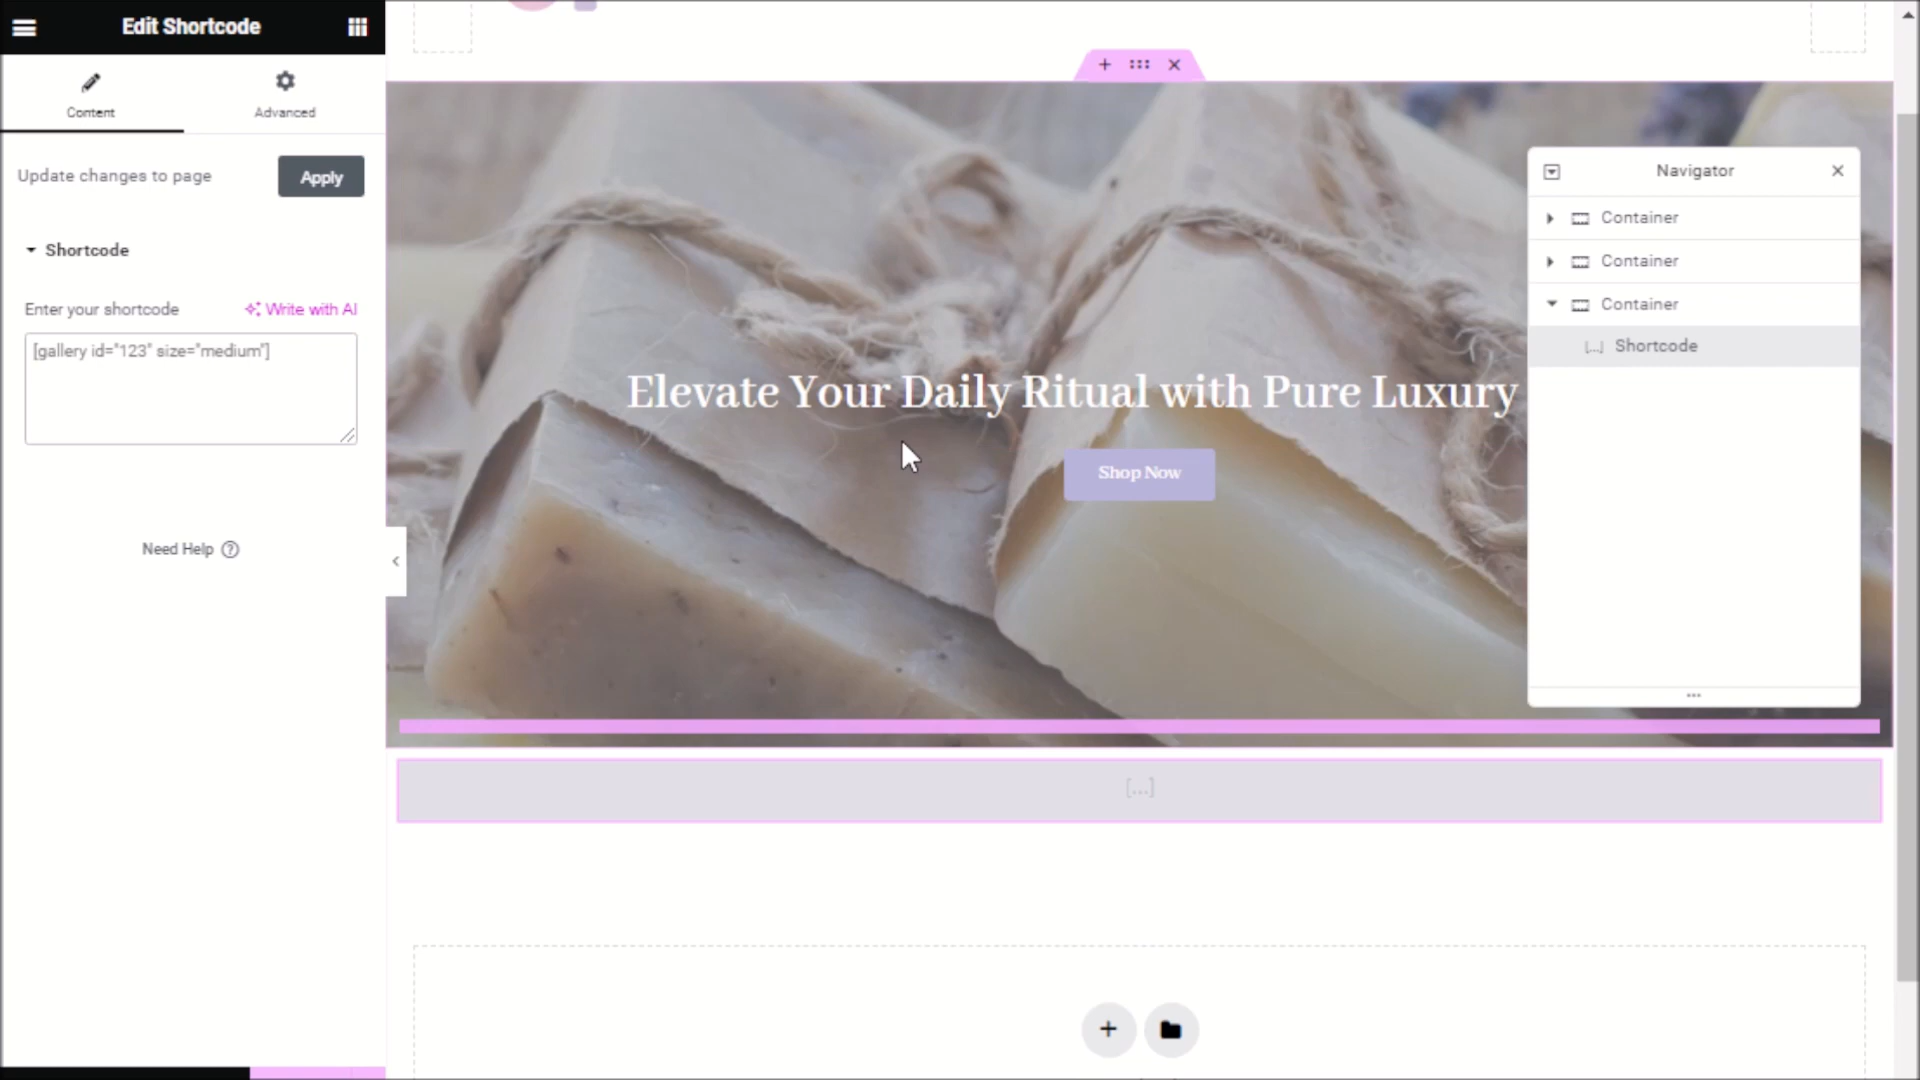 Edit Shortcode
Content
Advanced
Update changes to page
Apply
Shortcode
Enter your shortcode
Write with AI
[gallery id="123" size="medium"]
Need Help
Elevate Your Daily Ritual with Pure Luxury
Shop Now
[...]
Navigator
Container
Container
Container
[...] Shortcode